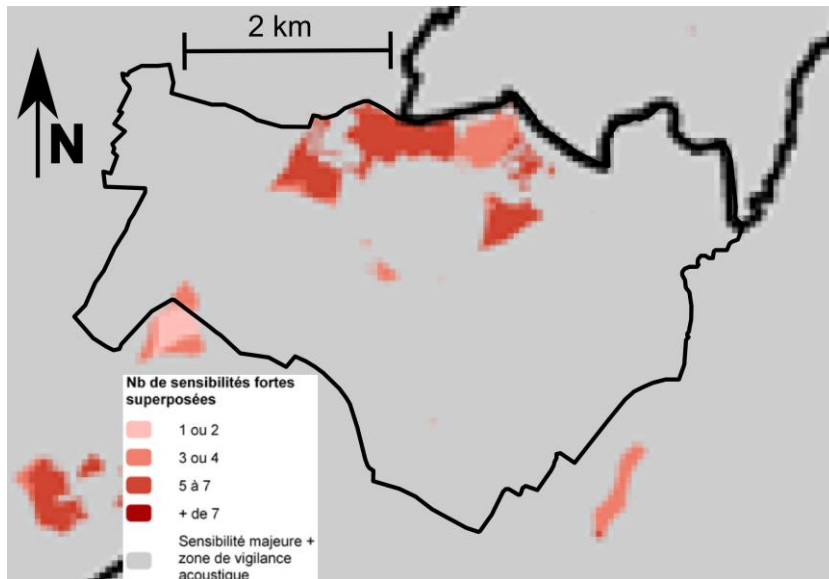 2 km
N
Nb de sensibilités fortes
superposées
1 ou 2
3 ou 4
5 à 7
+ de 7
Sensibilité majeure +
zone de vigilance
acoustique